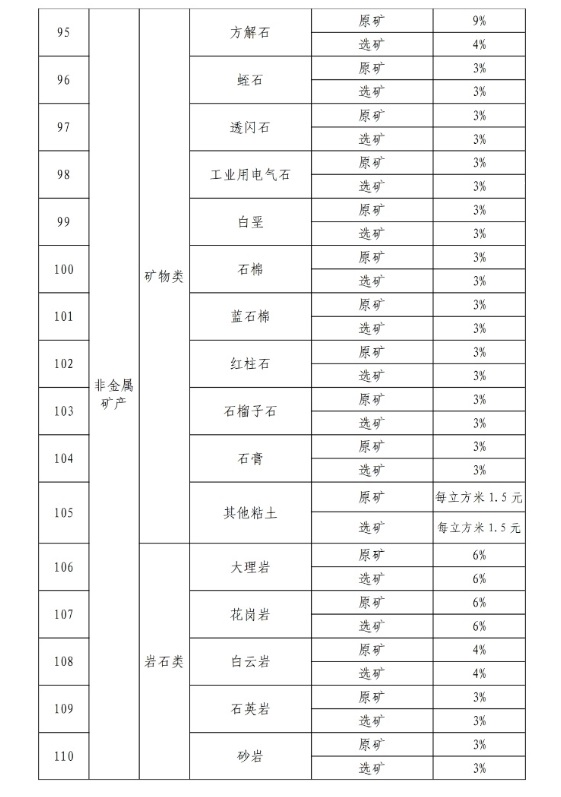 95 方解石 原矿 9%
选矿 4%
96 蛭石 原矿 3%
选矿 3%
97 透闪石 原矿 3%
选矿 3%
98 工业用电气石 原矿 3%
选矿 3%
99 白垩 原矿 3%
选矿 3%
100 石棉 原矿 3%
选矿 3%
矿物类
101 蓝石棉 原矿 3%
选矿 3%
102 红柱石 原矿 3%
选矿 3%
非金属
矿产
103 石榴子石 原矿 3%
选矿 3%
104 石膏 原矿 3%
选矿 3%
105 其他粘土 原矿 每立方米1.5元
选矿 每立方米1.5元
106 大理岩 原矿 6%
选矿 6%
107 花岗岩 原矿 6%
选矿 6%
岩石类
108 白云岩 原矿 4%
选矿 4%
109 石英岩 原矿 3%
选矿 3%
110 砂岩 原矿 3%
选矿 3%